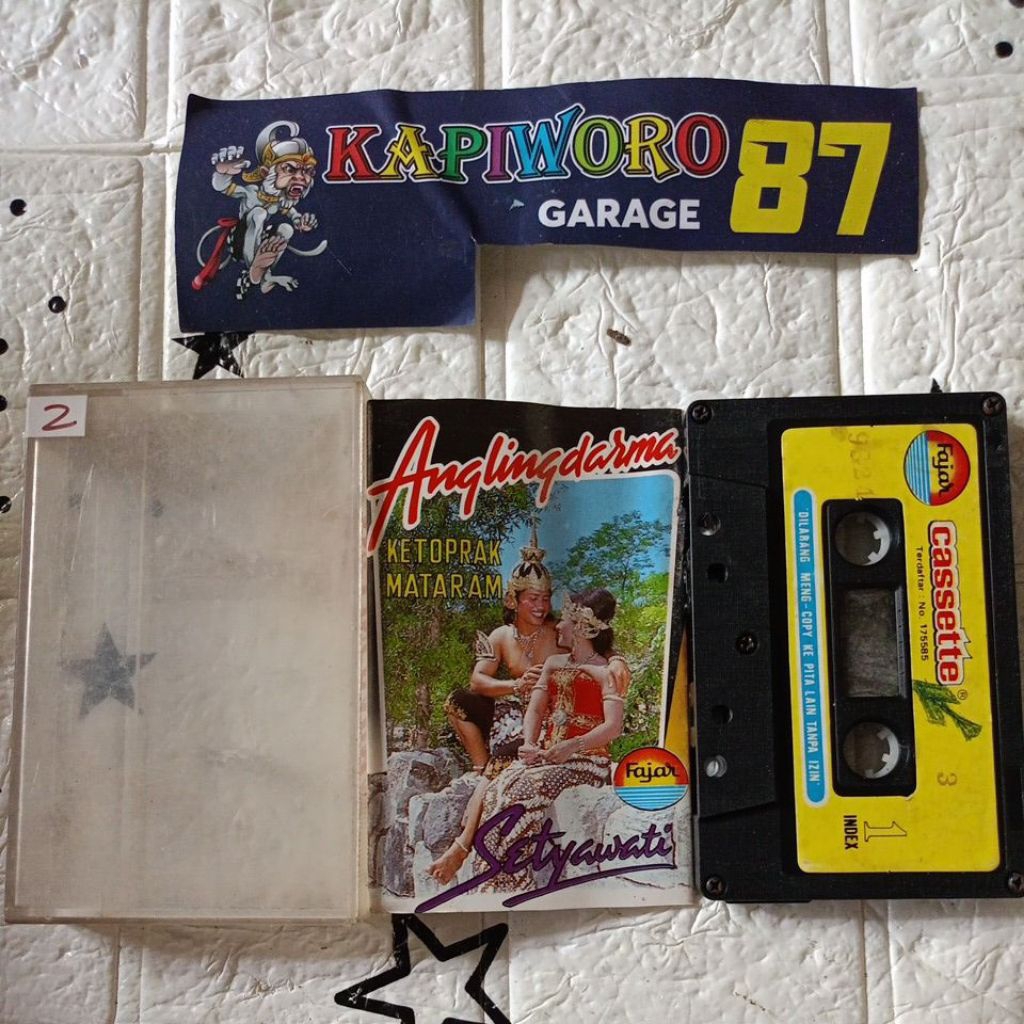 KAPIWORO 87
GARAGE
2
Anglingdarma
KETOPRAK
MATARAM
Fajar
Setyawati
Fajar
cassette ®
Terdaftar : No. 175585
"DILARANG MENG-COPY KE PITA LAIN TANPA IZIN"
3
1
INDEX